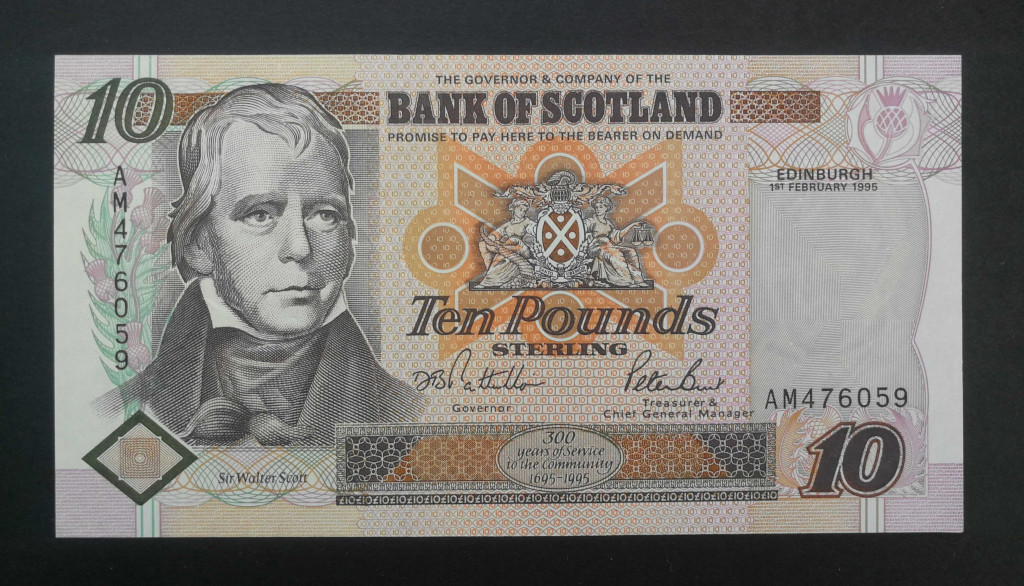 10
THE GOVERNOR & COMPANY OF THE
BANK OF SCOTLAND
PROMISE TO PAY HERE TO THE BEARER ON DEMAND
EDINBURGH
1ST FEBRUARY 1995
AM476059
Ten Pounds
STERLING
Peter Burt
Governor
Treasurer &
Chief General Manager
AM476059
300
years of Service
to the Community
1695-1995
Sir Walter Scott
10